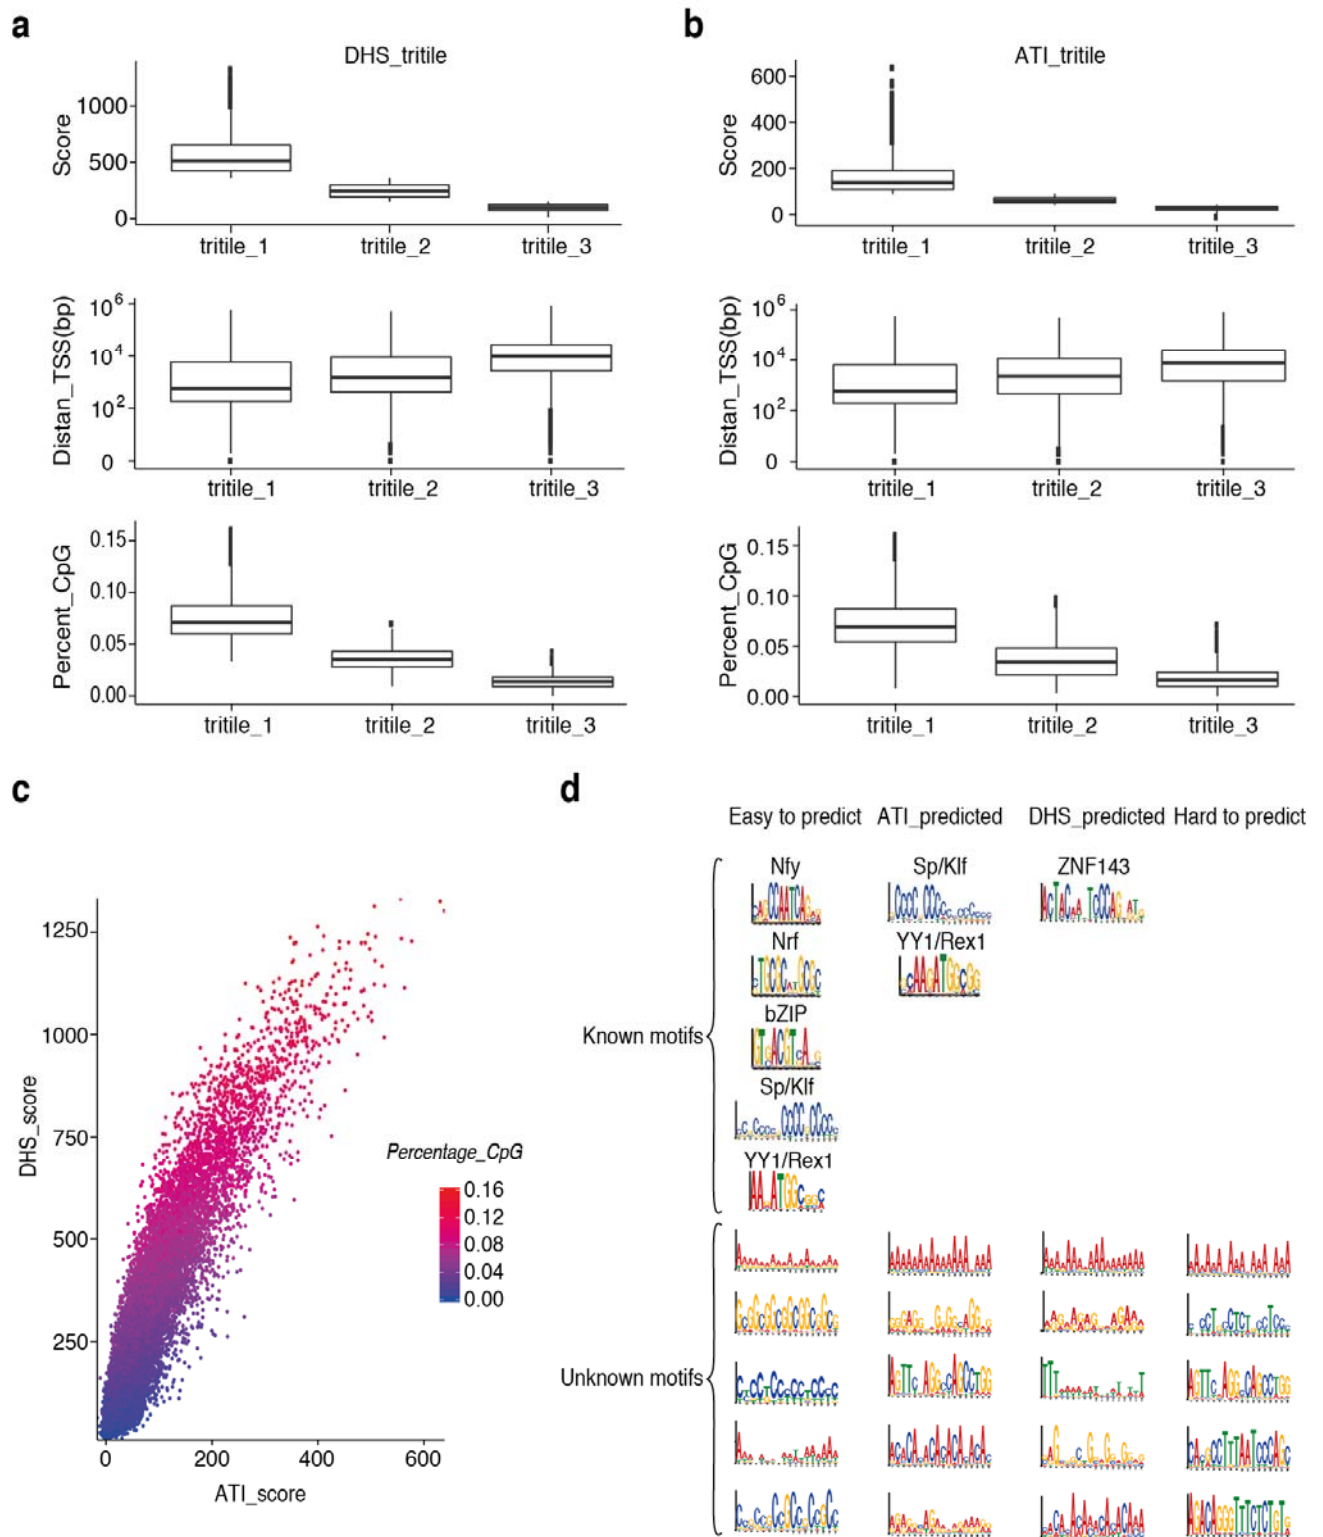 a
DHS_tritile
Score
1000
500
0
tritile_1 tritile_2 tritile_3
Distan_TSS(bp)
10^6
10^4
10^2
0
tritile_1 tritile_2 tritile_3
Percent_CpG
0.15
0.10
0.05
0.00
tritile_1 tritile_2 tritile_3
b
ATI_tritile
Score
600
400
200
0
tritile_1 tritile_2 tritile_3
Distan_TSS(bp)
10^6
10^4
10^2
0
tritile_1 tritile_2 tritile_3
Percent_CpG
0.15
0.10
0.05
0.00
tritile_1 tritile_2 tritile_3
c
DHS_score
1250
1000
750
500
250
0 200 400 600
ATI_score
Percentage_CpG
0.16
0.12
0.08
0.04
0.00
d
Easy to predict ATI_predicted DHS_predicted Hard to predict
Known motifs
Nfy Sp/Klf ZNF143
Nrf YY1/Rex1
bZIP
Sp/Klf
YY1/Rex1
Unknown motifs